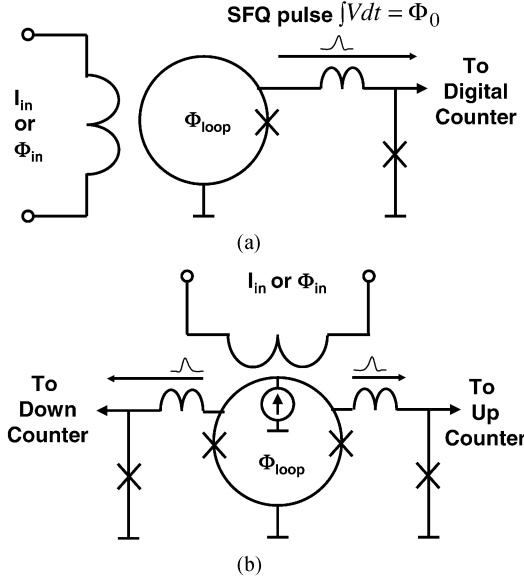 SFQ pulse ∫Vdt = Φ0
To
Digital
Counter
Iin
or
Φin
Φloop
(a)
Iin or Φin
To
Down
Counter
To
Up
Counter
Φloop
(b)